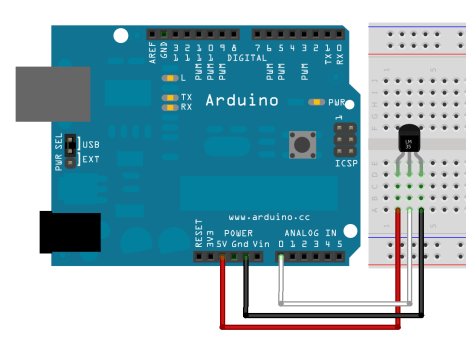 AREF
GND
13
12
11
10
9
8
7
6
5
4
3
2
1
0
PWM
PWM
PWM
PWM
PWM
PWM
TX
RX
DIGITAL
L
TX
RX
Arduino
PWR
1
ICSP
PWR SEL
USB
EXT
www.arduino.cc
POWER
ANALOG IN
RESET
3V3
5V
Gnd
Vin
0
1
2
3
4
5
LM
35